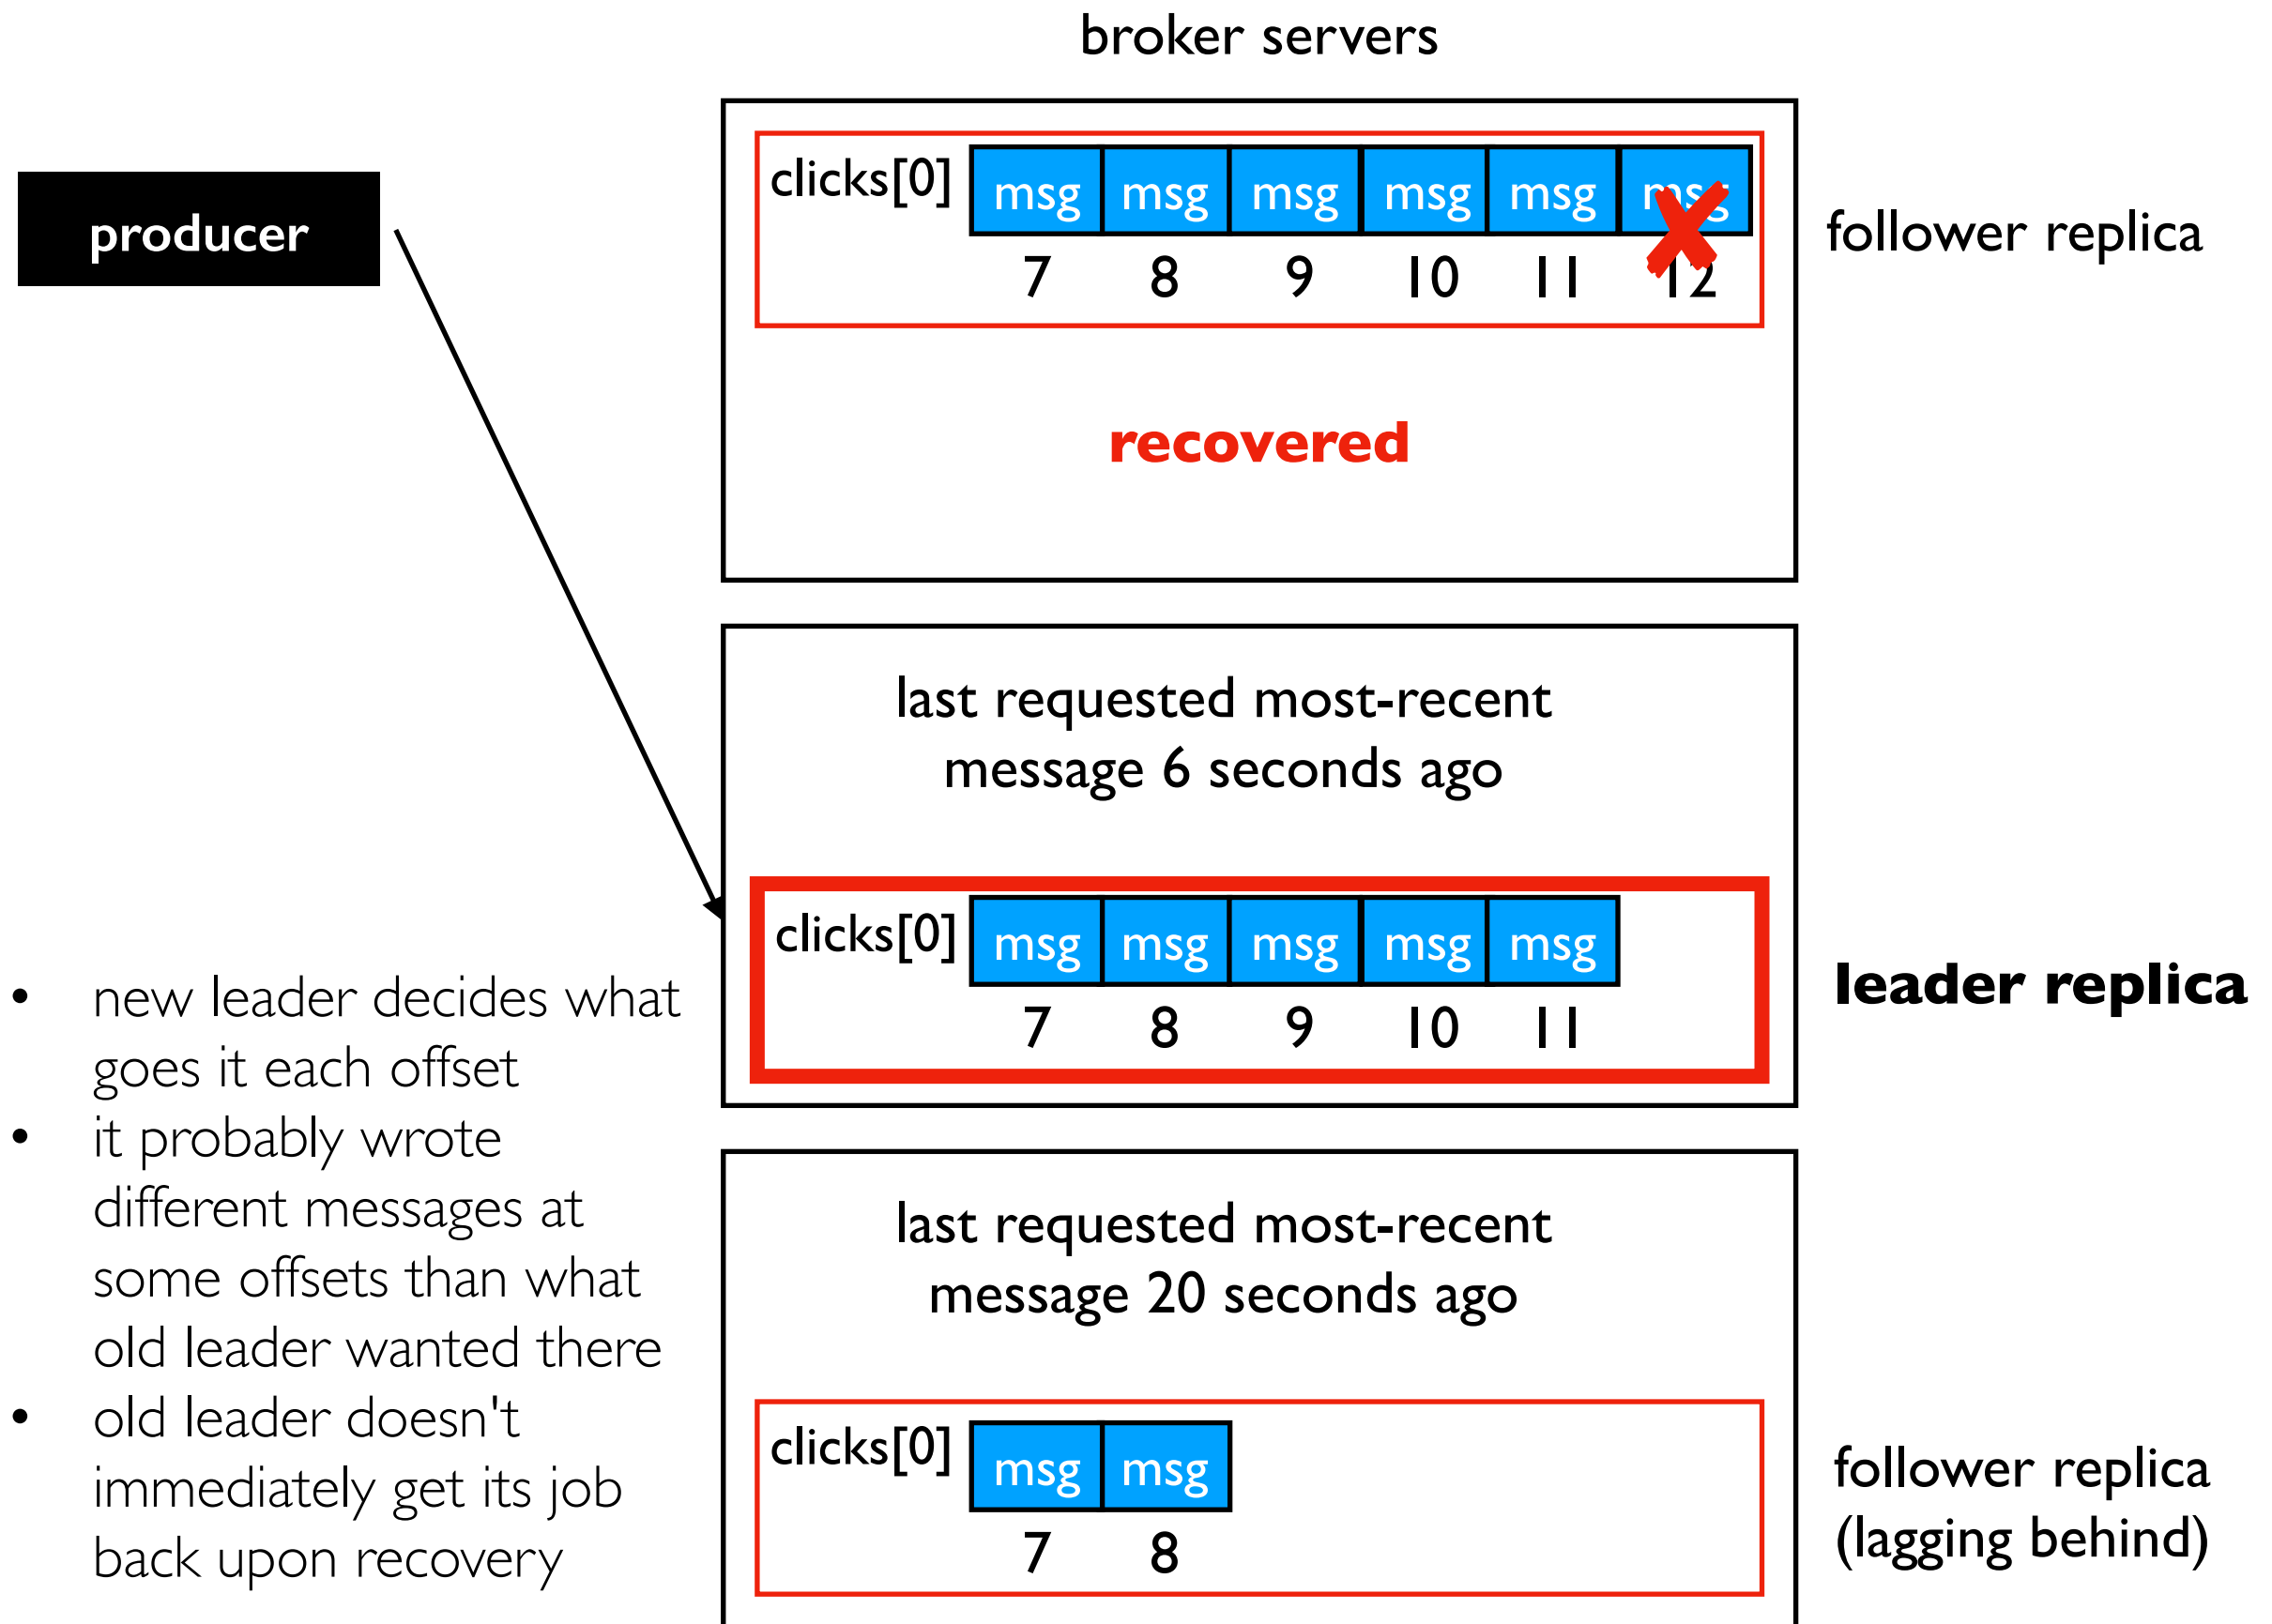 broker servers
producer
clicks[0] msg msg msg msg msg msg
7 8 9 10 11 12
follower replica
recovered
last requested most-recent
message 6 seconds ago
clicks[0] msg msg msg msg msg
7 8 9 10 11
leader replica
• new leader decides what
goes it each offset
• it probably wrote
different messages at
some offsets than what
old leader wanted there
• old leader doesn't
immediately get its job
back upon recovery
last requested most-recent
message 20 seconds ago
clicks[0] msg msg
7 8
follower replica
(lagging behind)